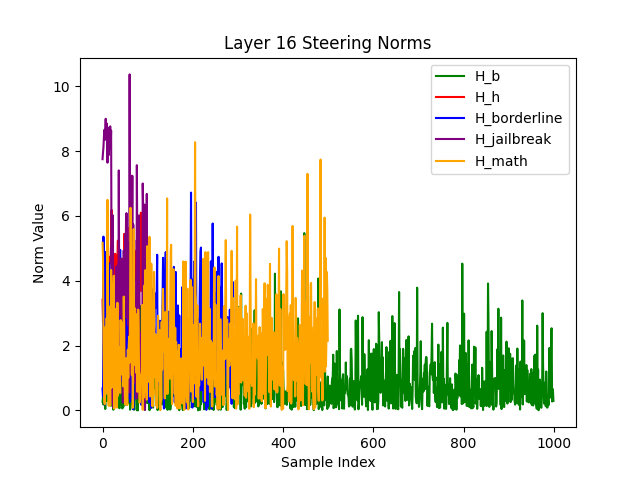 Layer 16 Steering Norms
H_b
H_h
H_borderline
H_jailbreak
H_math
Norm Value
10
8
6
4
2
0
0 200 400 600 800 1000
Sample Index